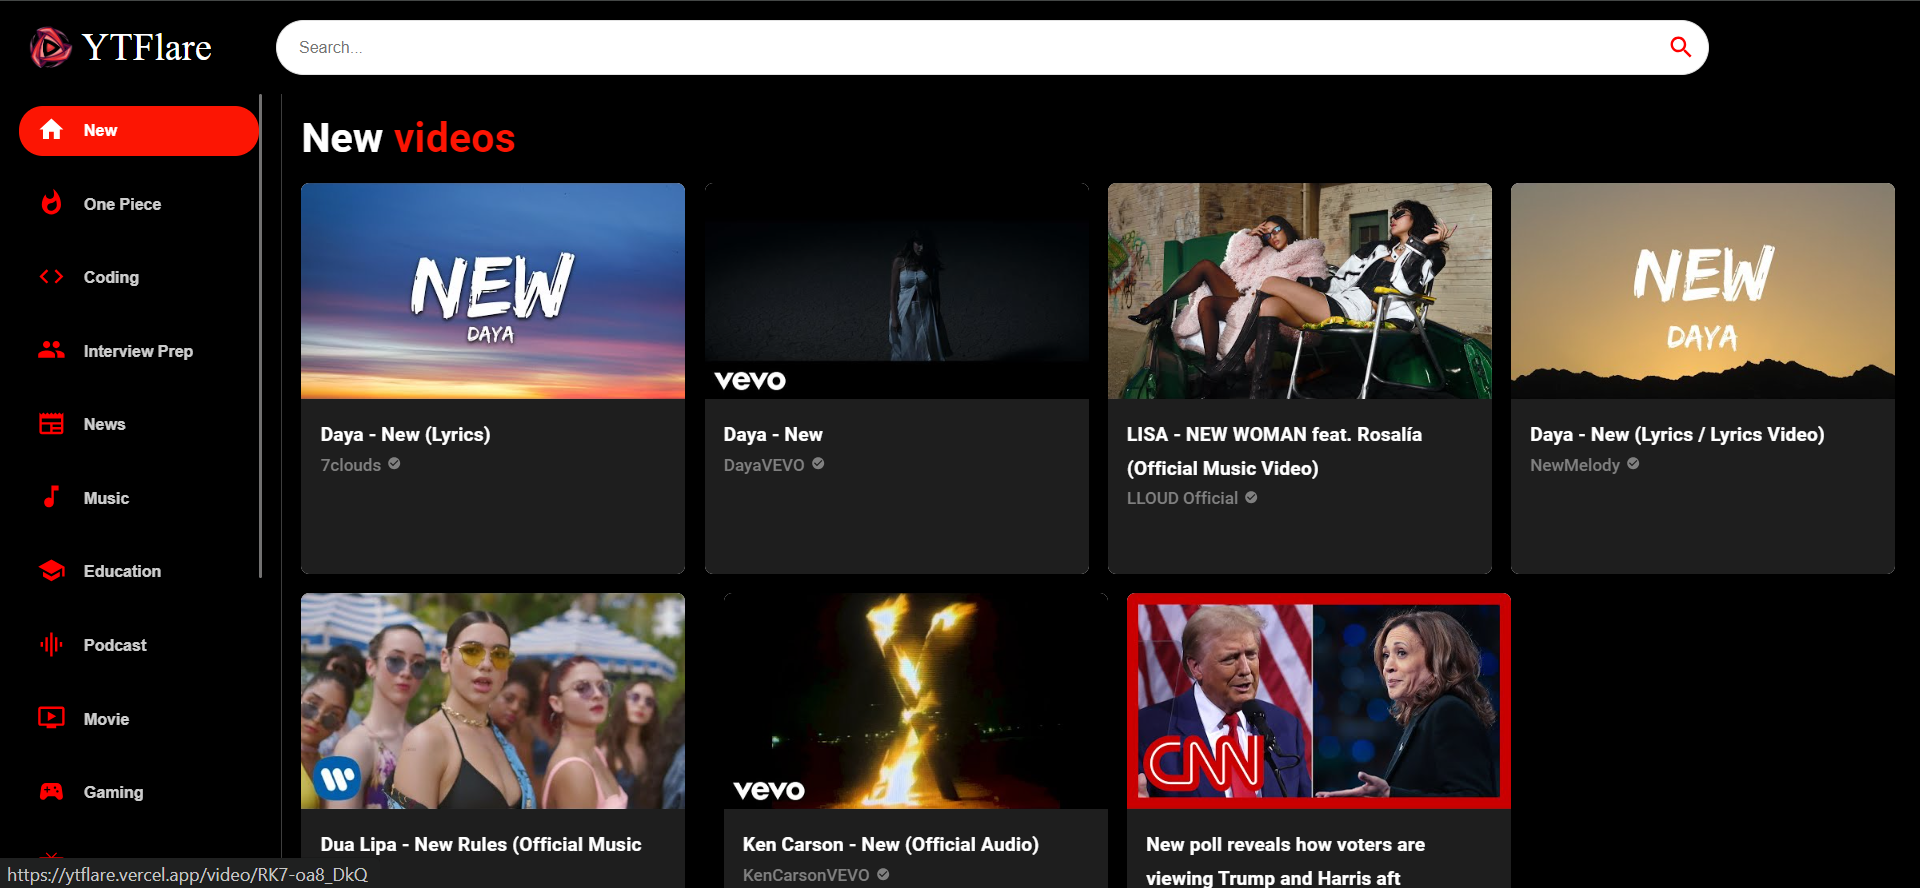 YTFlare
Search...
New
One Piece
Coding
Interview Prep
News
Music
Education
Podcast
Movie
Gaming
New videos
NEW
DAYA
Daya - New (Lyrics)
7clouds
vevo
Daya - New
DayaVEVO
LISA - NEW WOMAN feat. Rosalía
(Official Music Video)
LLOUD Official
NEW
DAYA
Daya - New (Lyrics / Lyrics Video)
NewMelody
Dua Lipa - New Rules (Official Music
vevo
Ken Carson - New (Official Audio)
KenCarsonVEVO
CNN
New poll reveals how voters are
viewing Trump and Harris aft
https://ytflare.vercel.app/video/RK7-oa8_DkQ